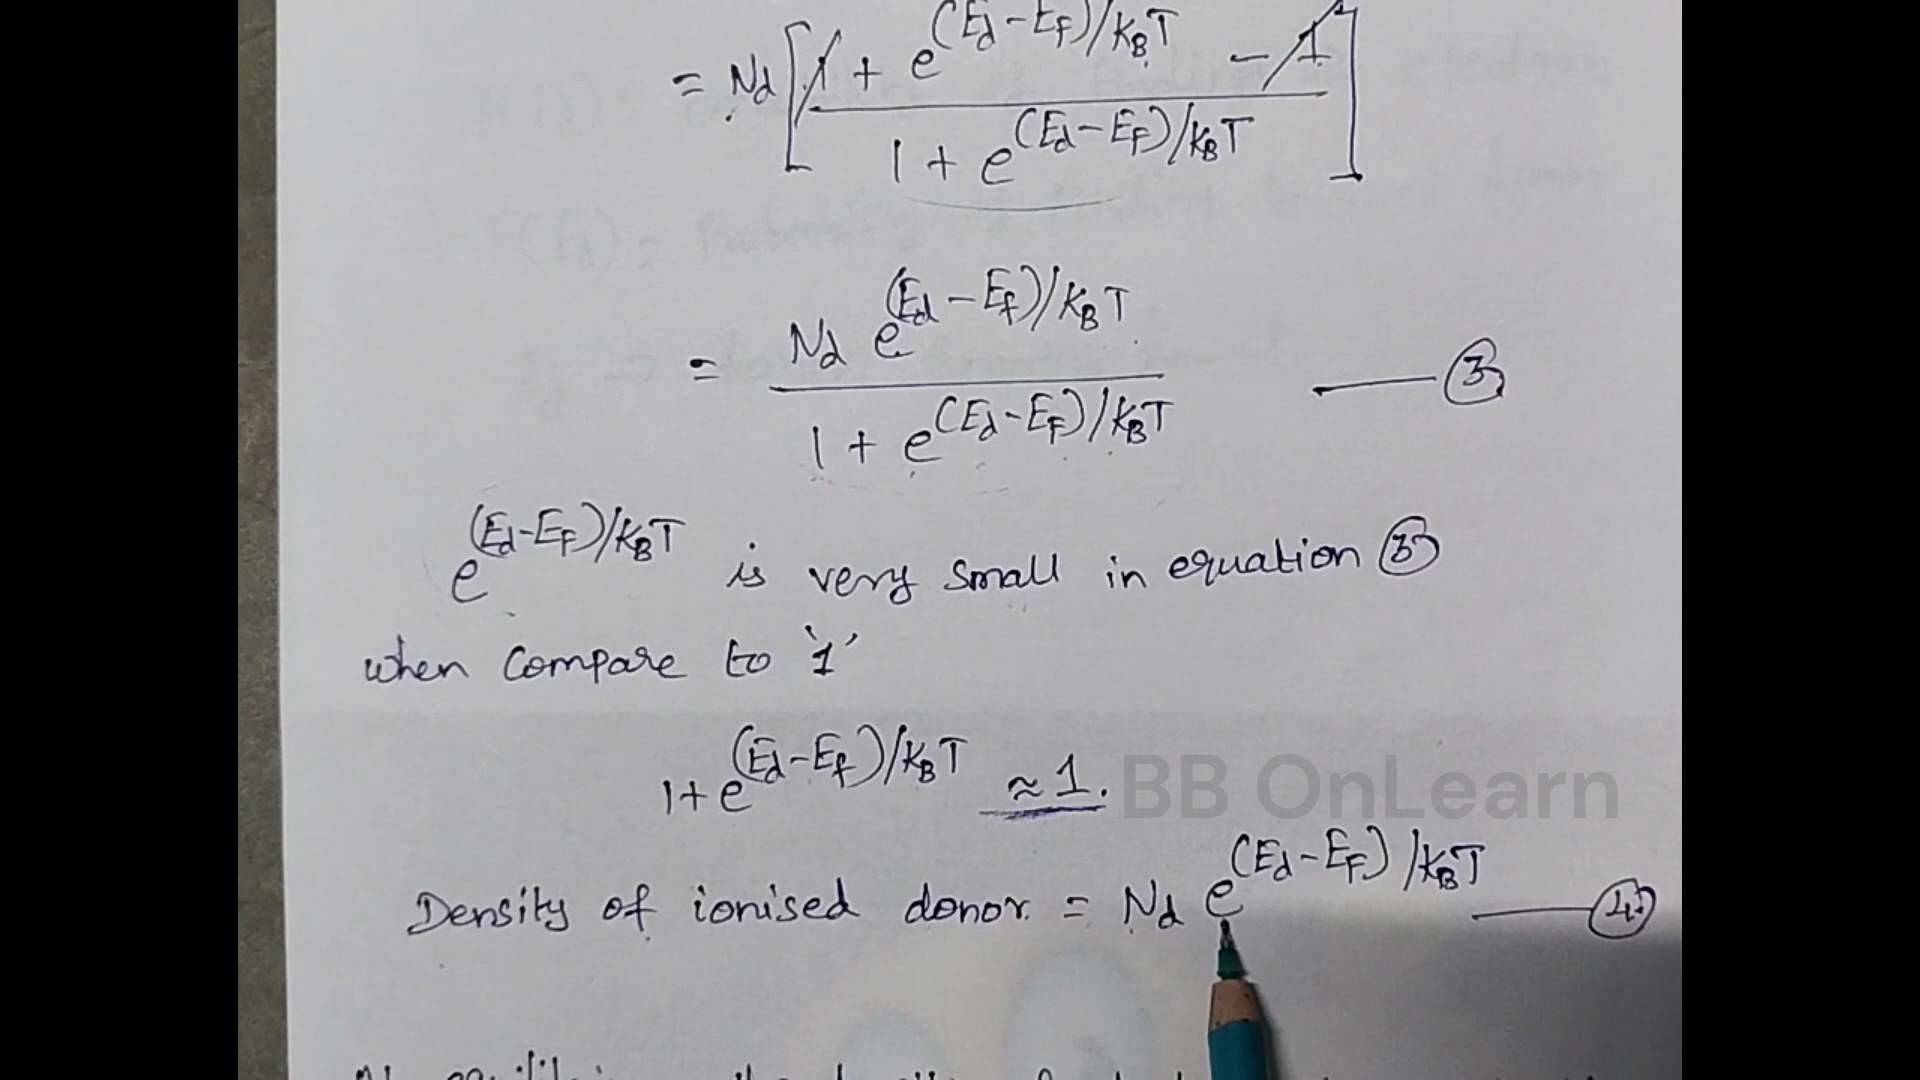 = Nd [1 + e^(Ed-EF)/KBT - 1 / 1 + e^(Ed-EF)/KBT]
= Nd e^(Ed-Ef)/KBT / 1 + e^(Ed-EF)/KBT —— 3
e^(Ed-EF)/KBT is very small in equation 3
when compare to '1'
1+e^(Ed-Ef)/KBT ≈ 1.
BB OnLearn
Density of ionised donor = Nd e^(Ed-EF)/KBT —— 4